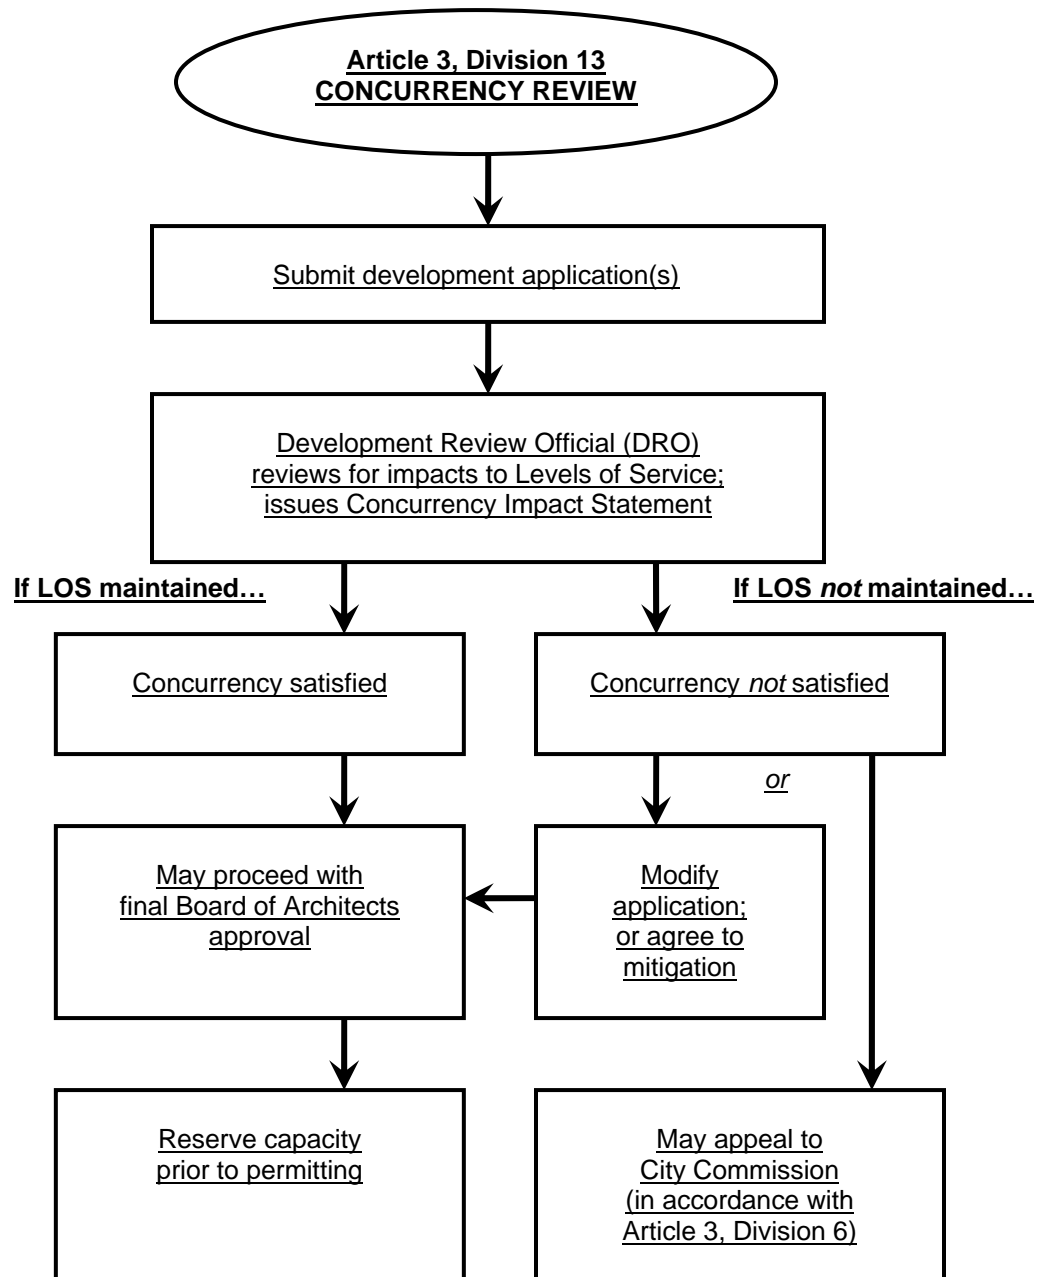 Article 3, Division 13
CONCURRENCY REVIEW
Submit development application(s)
Development Review Official (DRO)
reviews for impacts to Levels of Service;
issues Concurrency Impact Statement
If LOS maintained…
If LOS not maintained…
Concurrency satisfied
Concurrency not satisfied
or
May proceed with
final Board of Architects
approval
Modify
application;
or agree to
mitigation
Reserve capacity
prior to permitting
May appeal to
City Commission
(in accordance with
Article 3, Division 6)